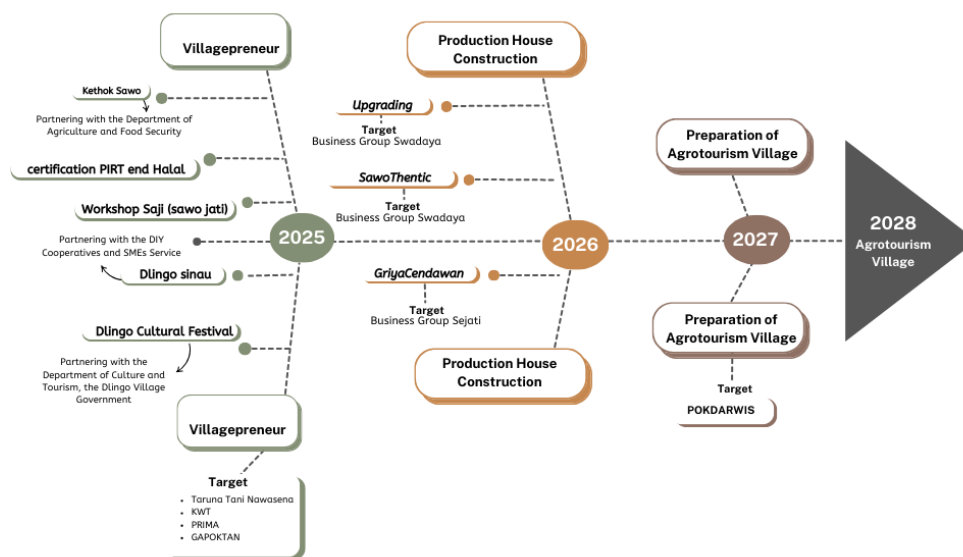 Villagepreneur
Kethok Sawo
Partnering with the Department of
Agriculture and Food Security
certification PIRT end Halal
Workshop Saji (sawo jati)
Partnering with the DIY
Cooperatives and SMEs Service
Dlingo sinau
Dlingo Cultural Festival
Partnering with the
Department of Culture and
Tourism, the Dlingo Village
Government
Villagepreneur
Target
• Taruna Tani Nawasena
• KWT
• PRIMA
• GAPOKTAN
2025
Production House
Construction
Upgrading
Target
Business Group Swadaya
SawoThentic
Target
Business Group Swadaya
2026
GriyaCendawan
Target
Business Group Sejati
Production House
Construction
Preparation of
Agrotourism Village
2027
Preparation of
Agrotourism Village
Target
POKDARWIS
2028
Agrotourism
Village